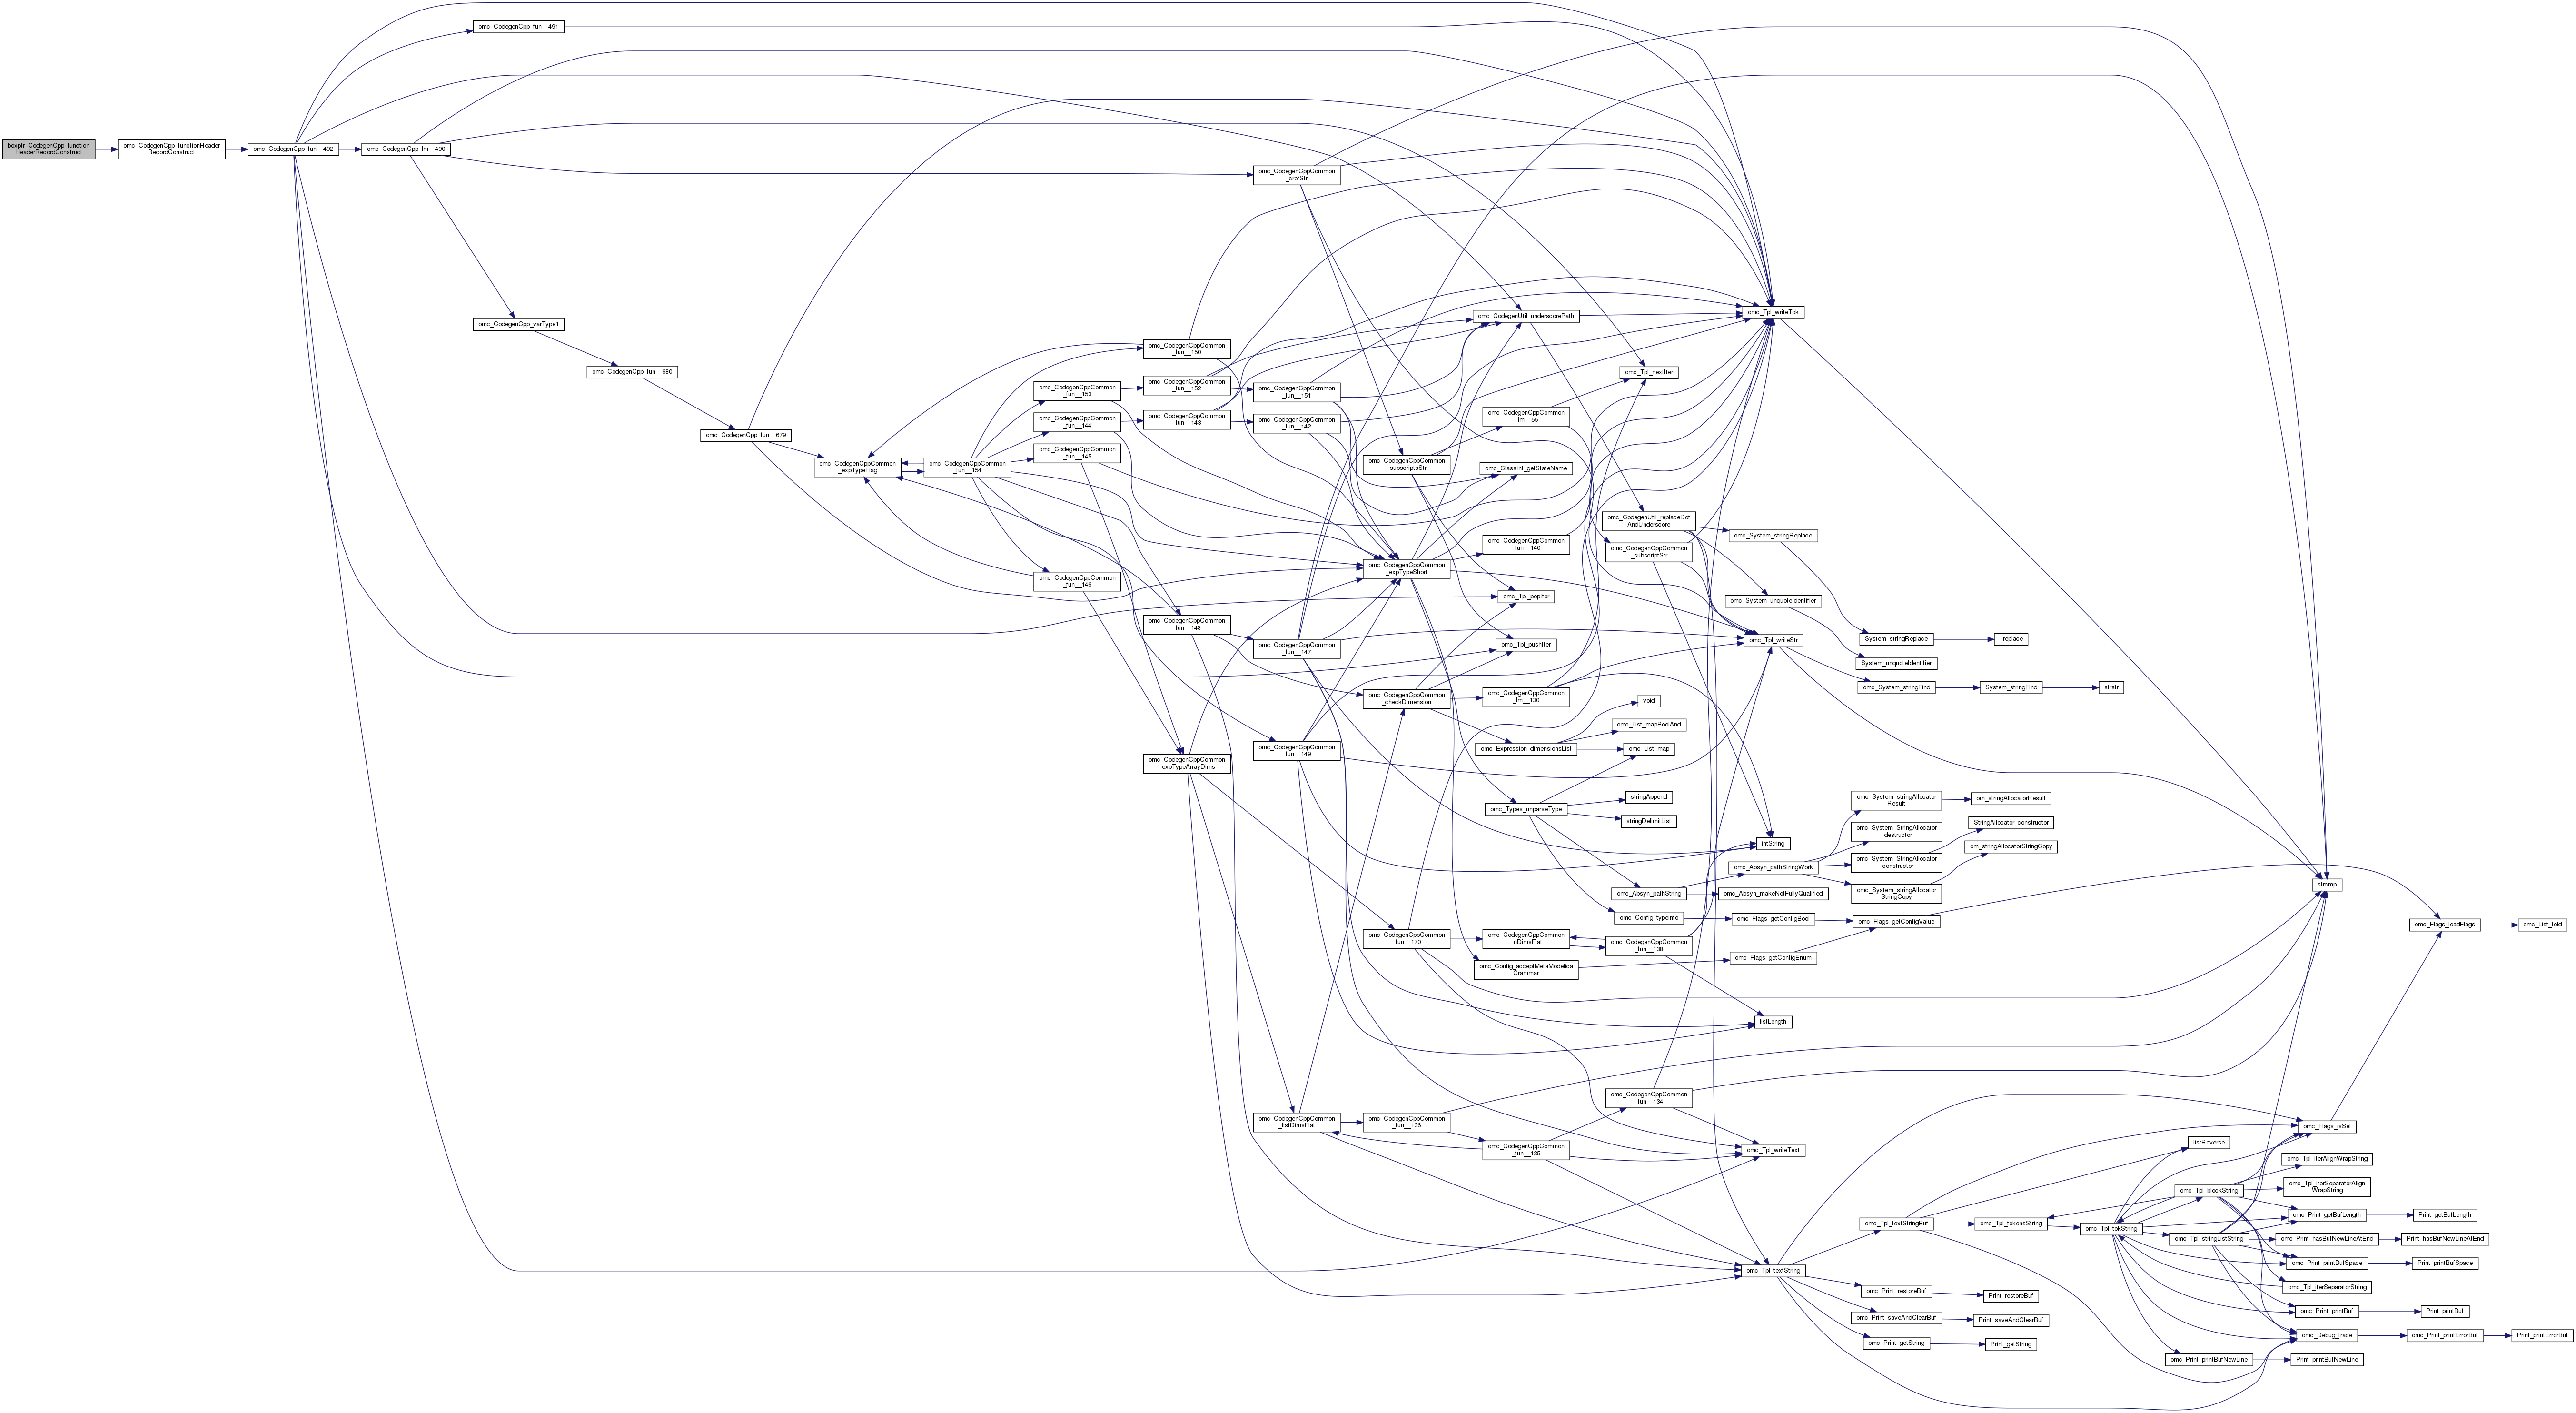 boxptr_CodegenCpp_function
HeaderRecordConstruct
omc_CodegenCpp_functionHeader
RecordConstruct
omc_CodegenCpp_fun__492
omc_CodegenCpp_fun__491
omc_CodegenCpp_lm__490
omc_CodegenCpp_varType1
omc_CodegenCpp_fun__680
omc_CodegenCpp_fun__679
omc_CodegenCppCommon
_expTypeFlag
omc_CodegenCppCommon
_fun__154
omc_CodegenCppCommon
_fun__153
omc_CodegenCppCommon
_fun__144
omc_CodegenCppCommon
_fun__145
omc_CodegenCppCommon
_fun__146
omc_CodegenCppCommon
_fun__150
omc_CodegenCppCommon
_fun__152
omc_CodegenCppCommon
_fun__143
omc_CodegenCppCommon
_fun__148
omc_CodegenCppCommon
_expTypeArrayDims
omc_CodegenCppCommon
_crefStr
omc_CodegenCppCommon
_fun__151
omc_CodegenCppCommon
_fun__142
omc_CodegenCppCommon
_fun__147
omc_CodegenCppCommon
_fun__149
omc_CodegenCppCommon
_listDimsFlat
omc_CodegenCppCommon
_subscriptsStr
omc_CodegenCppCommon
_expTypeShort
omc_CodegenCppCommon
_checkDimension
omc_CodegenCppCommon
_fun__170
omc_CodegenCppCommon
_fun__136
omc_CodegenUtil_underscorePath
omc_CodegenCppCommon
_lm__55
omc_ClassInf_getStateName
omc_CodegenCppCommon
_fun__140
omc_Tpl_popIter
omc_Tpl_pushIter
omc_CodegenCppCommon
_lm__130
omc_Expression_dimensionsList
omc_Types_unparseType
omc_CodegenCppCommon
_nDimsFlat
omc_Config_acceptMetaModelica
Grammar
omc_CodegenCppCommon
_fun__135
omc_Tpl_nextIter
omc_CodegenUtil_replaceDot
AndUnderscore
omc_CodegenCppCommon
_subscriptStr
void
omc_List_mapBoolAnd
omc_List_map
stringAppend
stringDelimitList
omc_Absyn_pathString
omc_Config_typeinfo
omc_CodegenCppCommon
_fun__138
omc_CodegenCppCommon
_fun__134
omc_Tpl_writeTok
omc_System_stringReplace
omc_System_unquoteIdentifier
omc_Tpl_writeStr
intString
omc_Absyn_pathStringWork
omc_Absyn_makeNotFullyQualified
omc_Flags_getConfigBool
omc_Flags_getConfigEnum
listLength
omc_Tpl_writeText
omc_Tpl_textString
System_stringReplace
System_unquoteIdentifier
omc_System_stringFind
omc_System_stringAllocator
Result
omc_System_StringAllocator
_destructor
omc_System_StringAllocator
_constructor
omc_System_stringAllocator
StringCopy
omc_Flags_getConfigValue
omc_Tpl_textStringBuf
omc_Print_restoreBuf
omc_Print_saveAndClearBuf
omc_Print_getString
_replace
System_stringFind
om_stringAllocatorResult
StringAllocator_constructor
om_stringAllocatorStringCopy
omc_Tpl_tokensString
Print_restoreBuf
Print_saveAndClearBuf
Print_getString
strstr
omc_Tpl_tokString
listReverse
omc_Tpl_blockString
omc_Tpl_stringListString
omc_Print_printBufNewLine
strcmp
omc_Flags_isSet
omc_Tpl_iterAlignWrapString
omc_Tpl_iterSeparatorAlign
WrapString
omc_Print_getBufLength
omc_Print_hasBufNewLineAtEnd
omc_Print_printBufSpace
omc_Tpl_iterSeparatorString
omc_Print_printBuf
omc_Debug_trace
Print_printBufNewLine
omc_Flags_loadFlags
Print_getBufLength
Print_hasBufNewLineAtEnd
Print_printBufSpace
Print_printBuf
omc_Print_printErrorBuf
omc_List_fold
Print_printErrorBuf